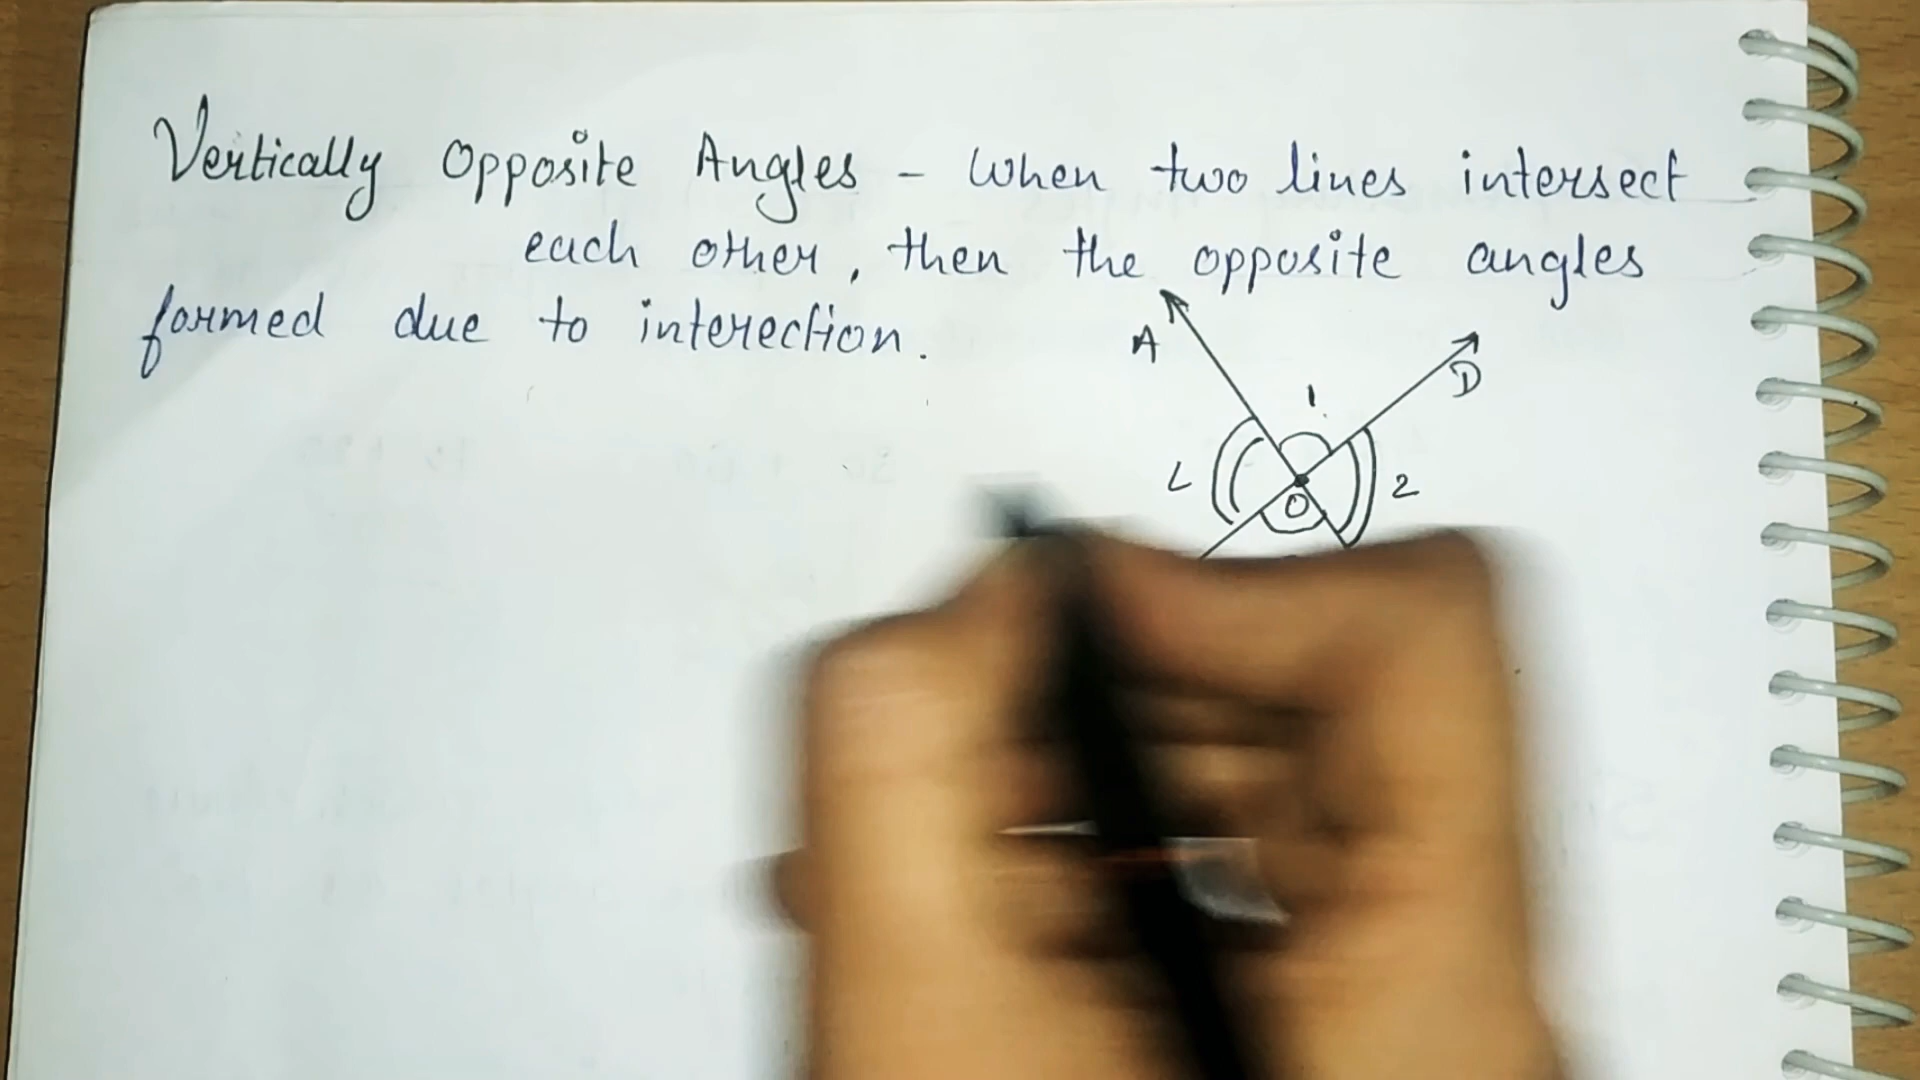 Vertically Opposite Angles - When two lines intersect
each other, then the opposite angles
formed due to interection.
A
D
1
2
O